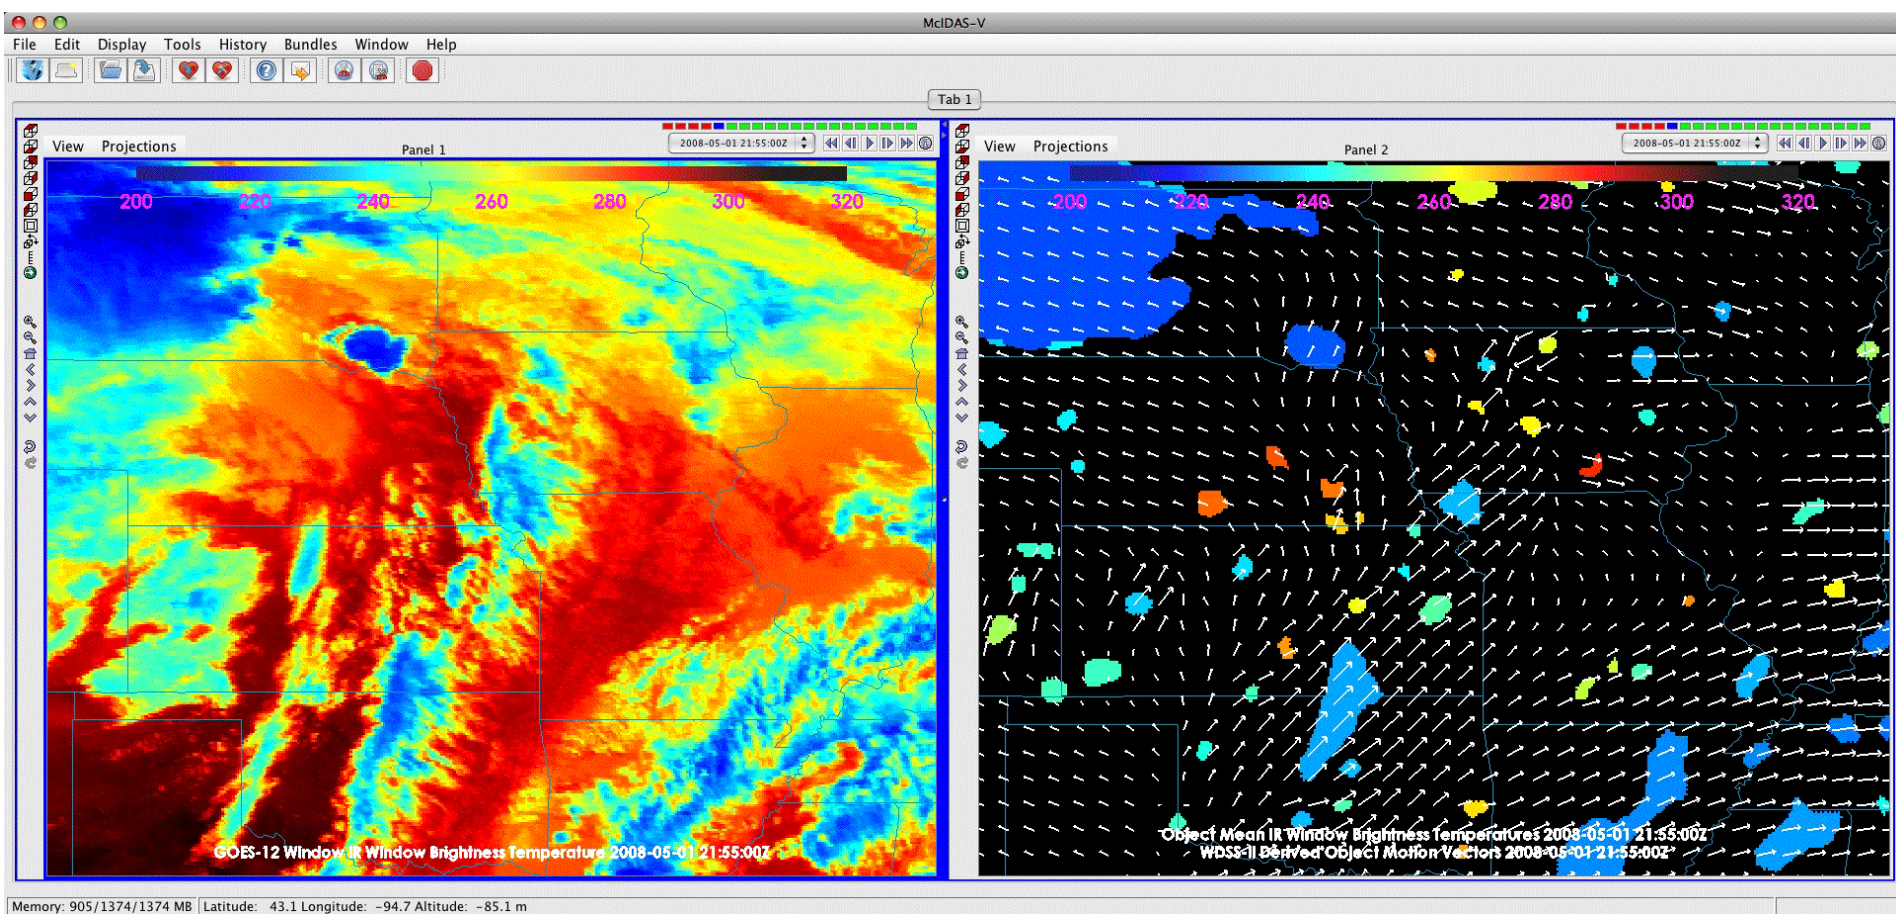 McIDAS-V
File Edit Display Tools History Bundles Window Help
Tab 1
View Projections Panel 1 2008-05-01 21:55:00Z
200 220 240 260 280 300 320
GOES-12 Window IR Window Brightness Temperature 2008-05-01 21:55:00Z
View Projections Panel 2 2008-05-01 21:55:00Z
200 220 240 260 280 300 320
Object Mean IR Window Brightness Temperatures 2008-05-01 21:55:00Z
WDSS-II Derived Object Motion Vectors 2008-05-01 21:55:00Z
Memory: 905/1374/1374 MB Latitude: 43.1 Longitude: -94.7 Altitude: -85.1 m